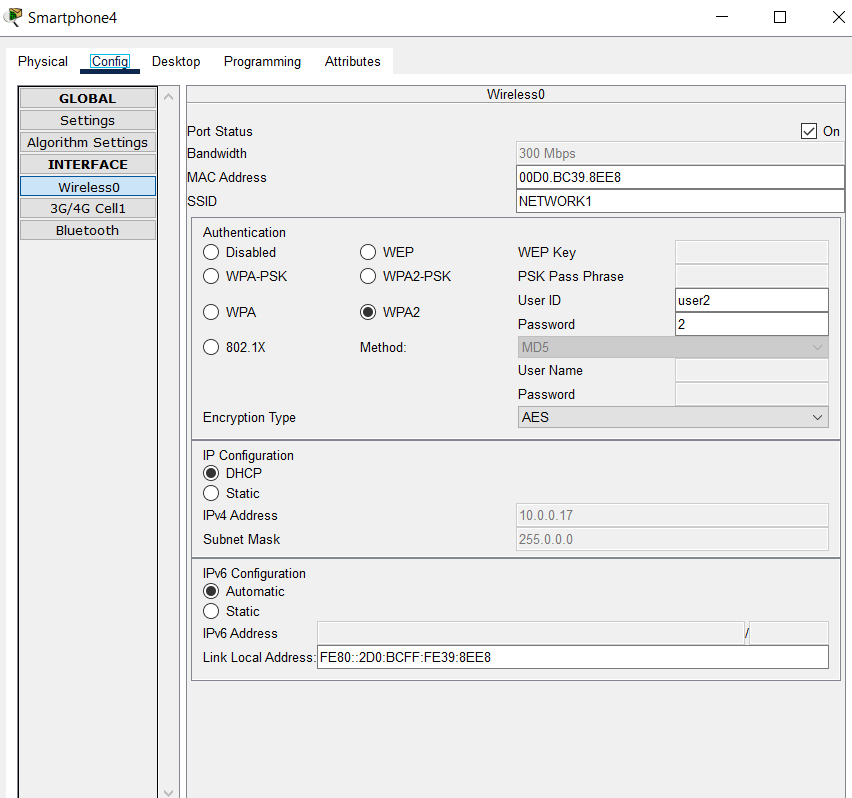 Smartphone4
Physical Config Desktop Programming Attributes
GLOBAL
Settings
Algorithm Settings
INTERFACE
Wireless0
3G/4G Cell1
Bluetooth
Wireless0
Port Status On
Bandwidth 300 Mbps
MAC Address 00D0.BC39.8EE8
SSID NETWORK1
Authentication
Disabled WEP WEP Key
WPA-PSK WPA2-PSK PSK Pass Phrase
User ID user2
WPA WPA2
Password 2
802.1X Method: MD5
User Name
Password
Encryption Type AES
IP Configuration
DHCP
Static
IPv4 Address 10.0.0.17
Subnet Mask 255.0.0.0
IPv6 Configuration
Automatic
Static
IPv6 Address /
Link Local Address: FE80::2D0:BCFF:FE39:8EE8